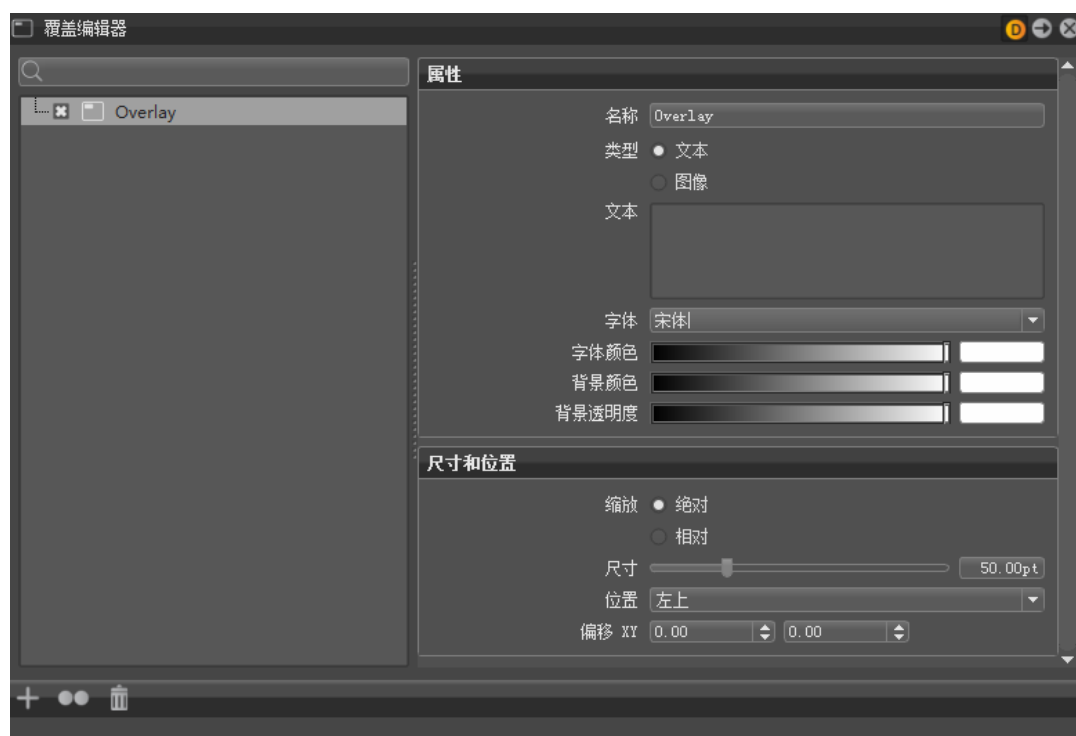 覆盖编辑器
D
Overlay
属性
名称 Overlay
类型 文本
图像
文本
字体 宋体
字体颜色
背景颜色
背景透明度
尺寸和位置
缩放 绝对
相对
尺寸 50.00pt
位置 左上
偏移 XY 0.00 0.00